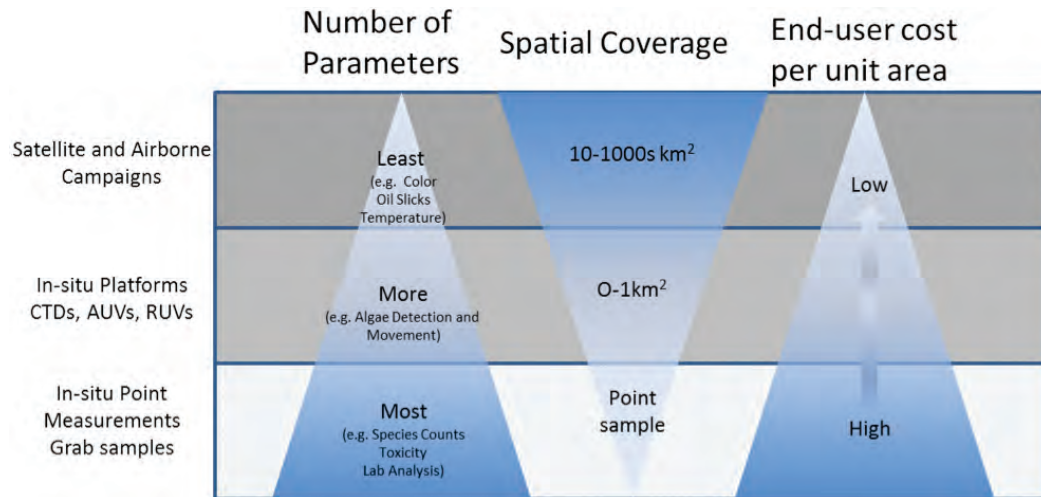 Number of
Parameters
Spatial Coverage
End-user cost
per unit area
Satellite and Airborne
Campaigns
Least
(e.g. Color
Oil Slicks
Temperature)
10-1000s km²
Low
In-situ Platforms
CTDs, AUVs, RUVs
More
(e.g. Algae Detection and
Movement)
O-1km²
In-situ Point
Measurements
Grab samples
Most
(e.g. Species Counts
Toxicity
Lab Analysis)
Point
sample
High